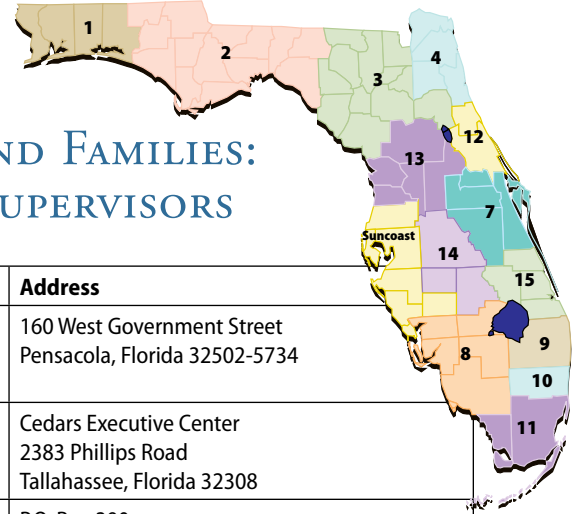 1
2
3
4
ND FAMILIES:
UPERVISORS
12
13
7
Suncoast
14
15
8
9
10
11
Address
160 West Government Street
Pensacola, Florida 32502-5734
Cedars Executive Center
2383 Phillips Road
Tallahassee, Florida 32308